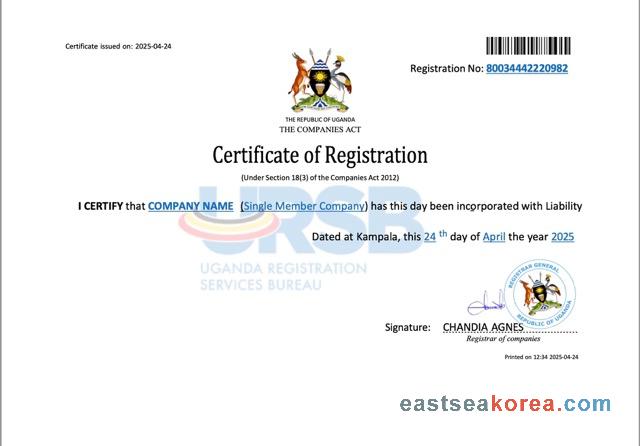 Certificate issued on: 2025-04-24
Registration No: 80034442220982
THE REPUBLIC OF UGANDA
THE COMPANIES ACT
Certificate of Registration
(Under Section 18(3) of the Companies Act 2012)
I CERTIFY that COMPANY NAME (Single Member Company) has this day been incorporated with Liability
Dated at Kampala, this 24 th day of April the year 2025
URSB
UGANDA REGISTRATION
SERVICES BUREAU
REGISTRAR GENERAL
REPUBLIC OF UGANDA
Signature: CHANDIA AGNES
Registrar of companies
Printed on 12:34 2025-04-24
eastseakorea.com